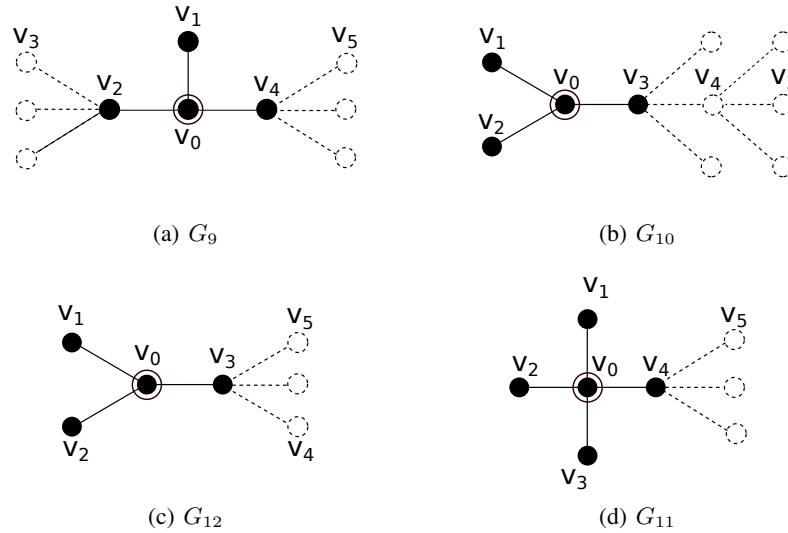 v1
v3 v5
v2 v4
v0
(a) G9
v1
v0 v3 v4
v2
(b) G10
v1 v5
v0 v3
v2 v4
(c) G12
v1
v5
v2 v0 v4
v3
(d) G11